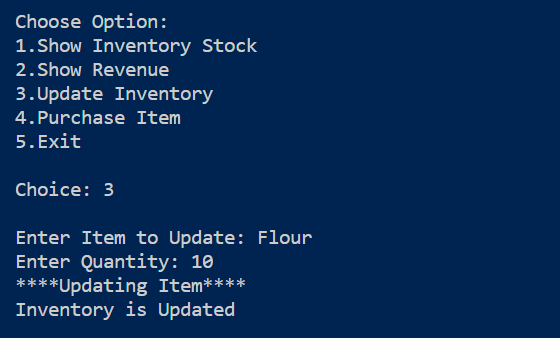 Choose Option:
1.Show Inventory Stock
2.Show Revenue
3.Update Inventory
4.Purchase Item
5.Exit
Choice: 3
Enter Item to Update: Flour
Enter Quantity: 10
****Updating Item****
Inventory is Updated